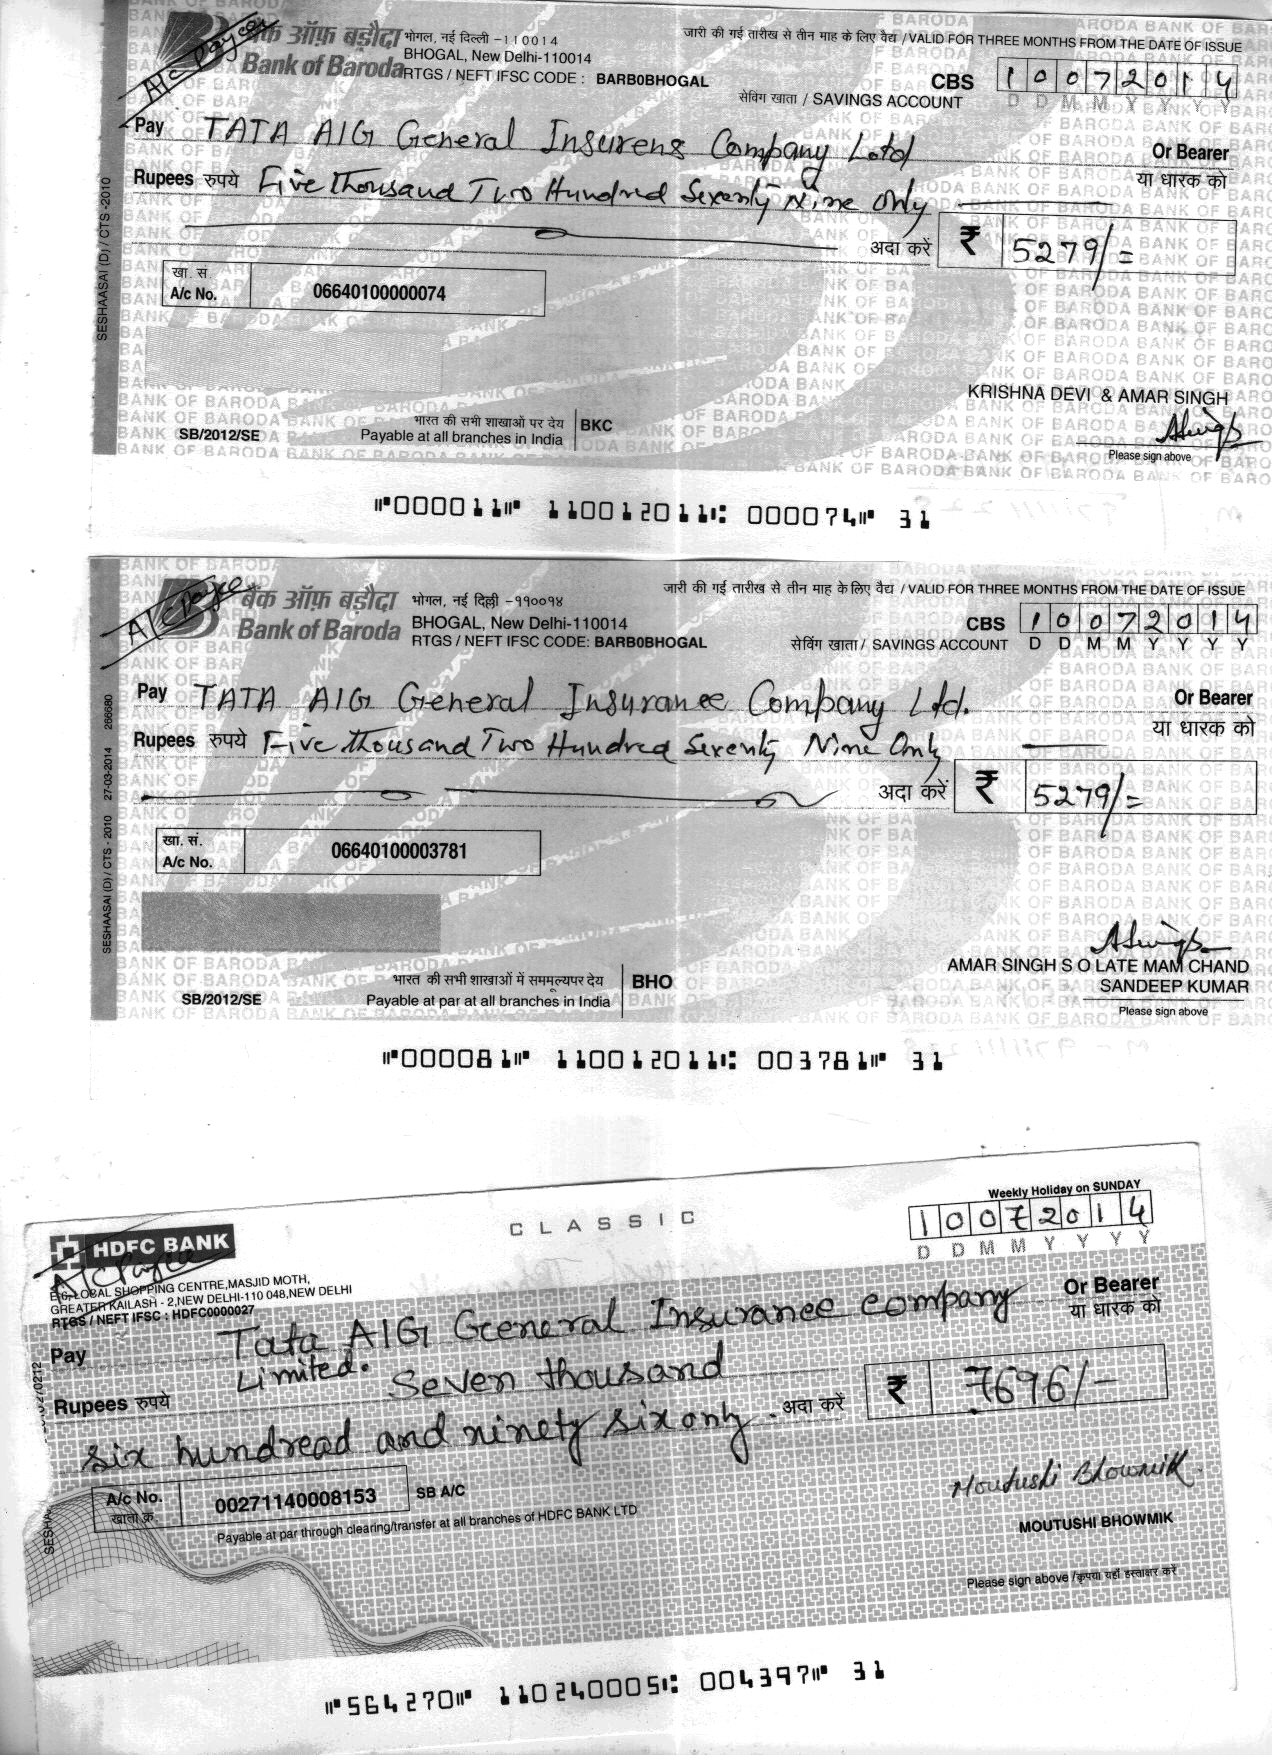 A/c Payee
बैंक ऑफ़ बड़ौदा
Bank of Baroda
भोगल, नई दिल्ली -110014
BHOGAL, New Delhi-110014
RTGS / NEFT IFSC CODE : BARB0BHOGAL
जारी की गई तारीख से तीन माह के लिए वैद्य / VALID FOR THREE MONTHS FROM THE DATE OF ISSUE
CBS 10072014
सेविंग खाता / SAVINGS ACCOUNT D D M M Y Y Y Y
Pay TATA AIG General Insurens Company Lotd Or Bearer
या धारक को
Rupees रुपये Five thousand Two Hundred Sexenty Nine Only
अदा करें ₹ 5279/=
खा. सं.
A/c No. 06640100000074
SESHAASAI (D) / CTS -2010
KRISHNA DEVI & AMAR SINGH
Please sign above
SB/2012/SE
भारत की सभी शाखाओं पर देय
Payable at all branches in India
BKC
⑈000011⑈ 110012011⑆ 000074⑈ 31
A/c payee
बैंक ऑफ़ बड़ौदा
Bank of Baroda
भोगल, नई दिल्ली -११००१४
BHOGAL, New Delhi-110014
RTGS / NEFT IFSC CODE: BARB0BHOGAL
जारी की गई तारीख से तीन माह के लिए वैद्य / VALID FOR THREE MONTHS FROM THE DATE OF ISSUE
CBS 10072014
सेविंग खाता / SAVINGS ACCOUNT D D M M Y Y Y Y
Pay TATA AIG General Insurance Company Ltd. Or Bearer
या धारक को
Rupees रुपये Five thousand Two Hundred Sexenty Nine Only
अदा करें ₹ 5279/=
खा. सं.
A/c No. 06640100003781
SESHAASAI (D) / CTS - 2010 27-03-2014 266680
AMAR SINGH S O LATE MAM CHAND
SANDEEP KUMAR
Please sign above
SB/2012/SE
भारत की सभी शाखाओं में सममूल्यपर देय
Payable at par at all branches in India
BHO
⑈000081⑈ 110012011⑆ 003781⑈ 31
Weekly Holiday on SUNDAY
CLASSIC
10072014
D D M M Y Y Y Y
HDFC BANK
A/c Payee
GLOBAL SHOPPING CENTRE,MASJID MOTH,
GREATER KAILASH - 2,NEW DELHI-110 048,NEW DELHI
RTGS / NEFT IFSC : HDFC0000027
Pay Tata AIG General Insurance company Or Bearer
Limited. या धारक को
Rupees रुपये Seven thousand
six hundread and ninety six only. अदा करें ₹ 7696/-
A/c No.
खाता क्र. 00271140008153 SB A/C
Payable at par through clearing/transfer at all branches of HDFC BANK LTD
Moutushi Bhowmik
MOUTUSHI BHOWMIK
Please sign above /कृपया यहाँ हस्ताक्षर करें
⑈564270⑈ 110240005⑆ 004397⑈ 31